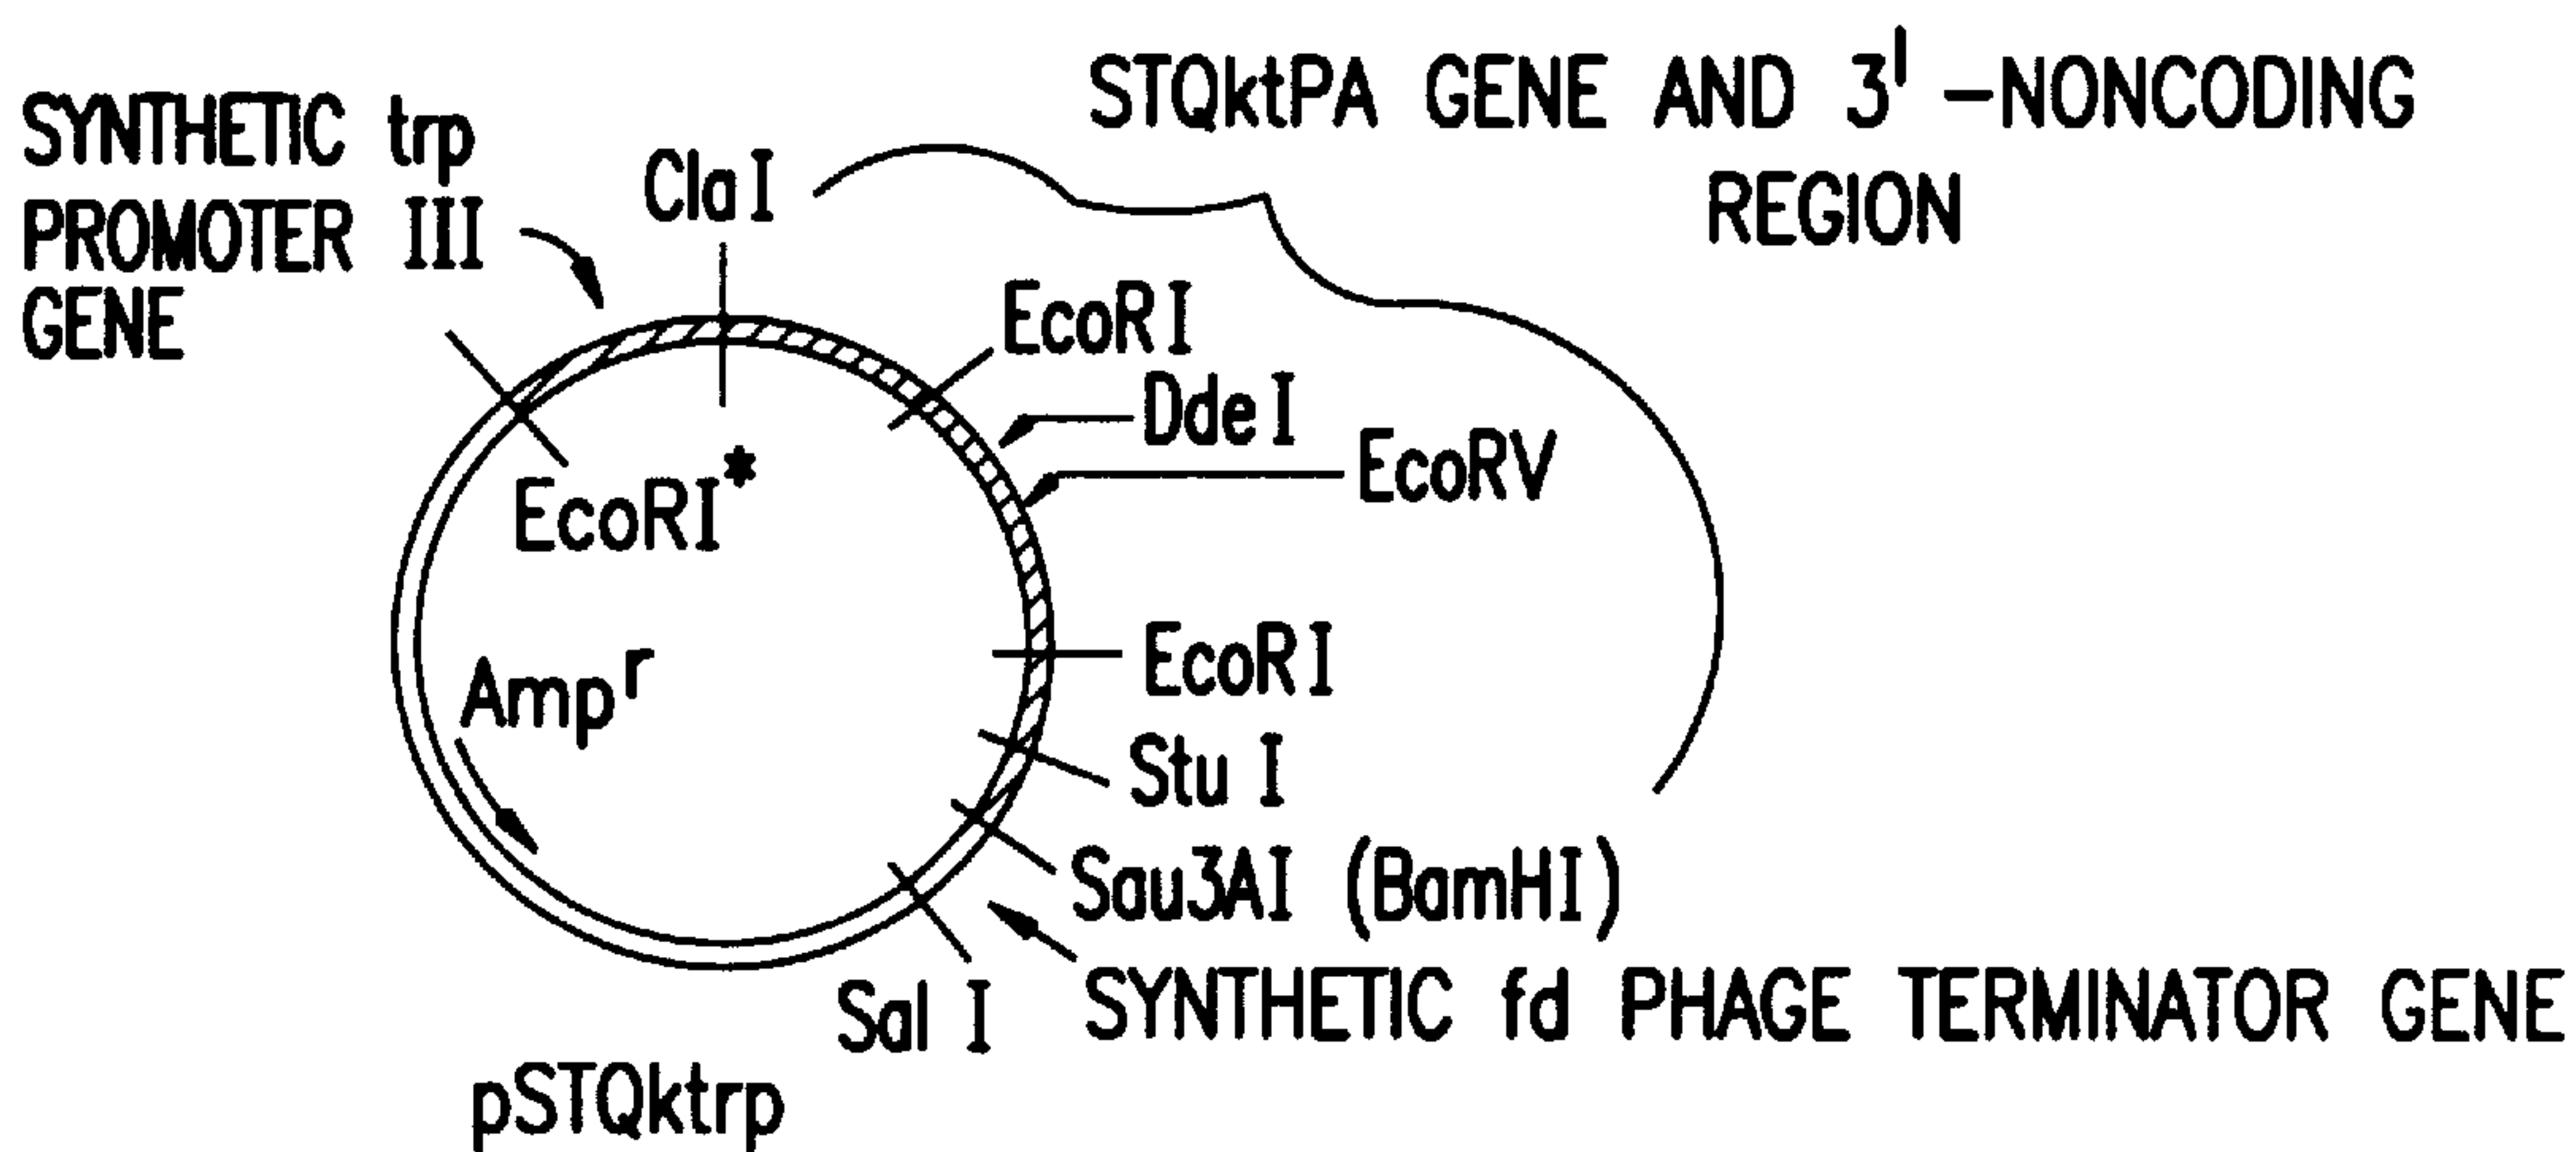 SYNTHETIC trp
PROMOTER III
GENE
ClaI
STQktPA GENE AND 3' -NONCODING
REGION
EcoRI
DdeI
EcoRV
EcoRI*
Ampr
EcoRI
Stu I
Sau3AI (BamHI)
Sal I
SYNTHETIC fd PHAGE TERMINATOR GENE
pSTQktrp